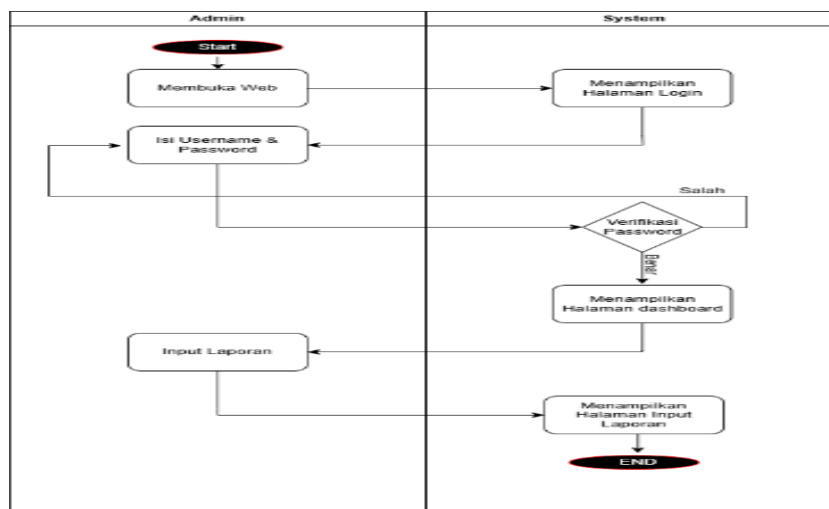 Admin
System
Start
Membuka Web
Menampilkan
Halaman Login
Isi Username &
Password
Salah
Verifikasi
Password
Benar
Menampilkan
Halaman dashboard
Input Laporan
Menampilkan
Halaman Input
Laporan
END